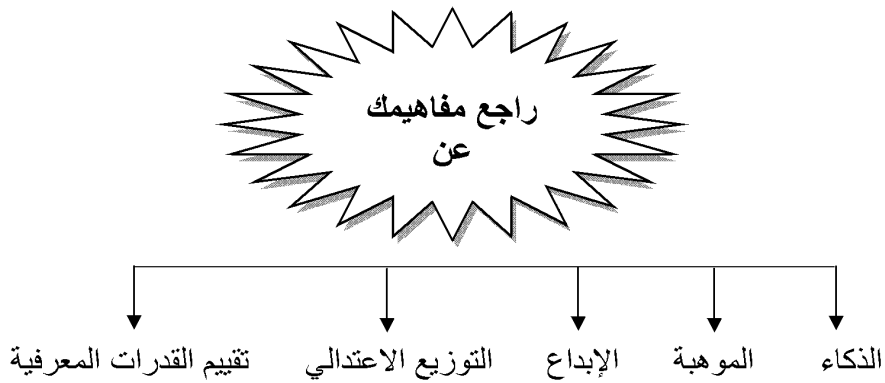 راجع مفاهيمك
عن
الذكاء الموهبة الإبداع التوزيع الاعتدالي تقييم القدرات المعرفية